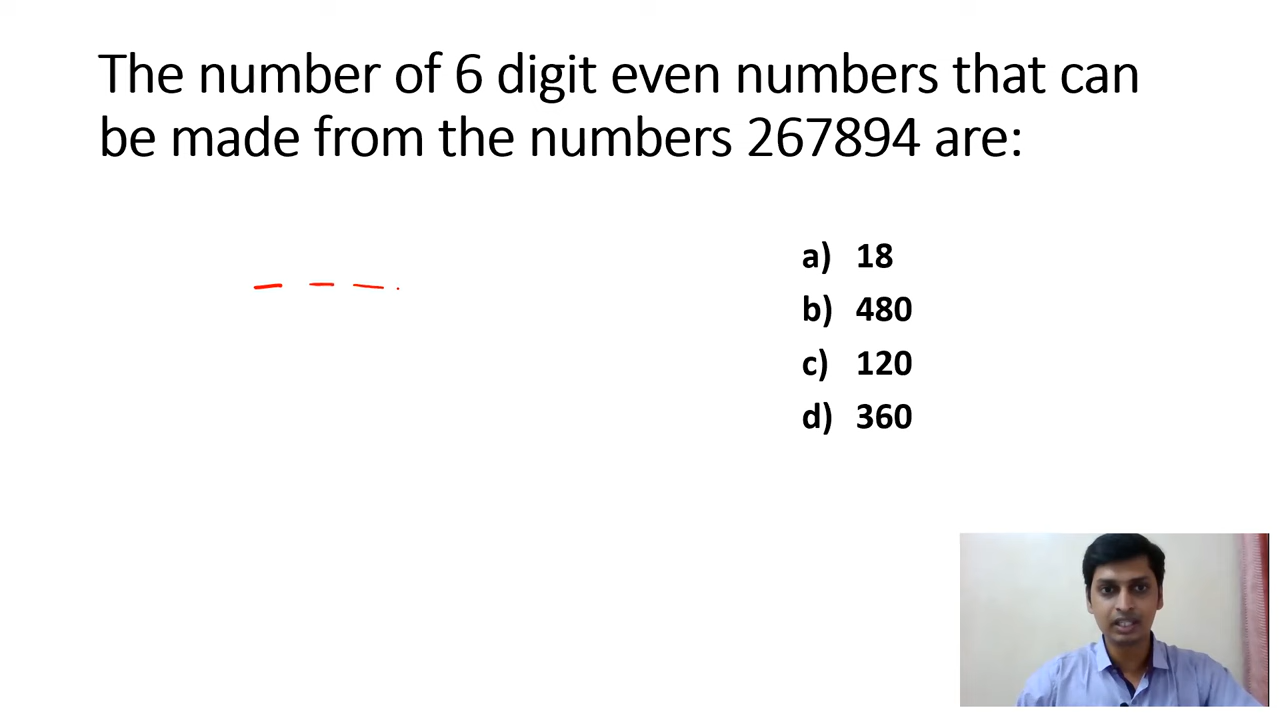 The number of 6 digit even numbers that can
be made from the numbers 267894 are:
a) 18
b) 480
c) 120
d) 360